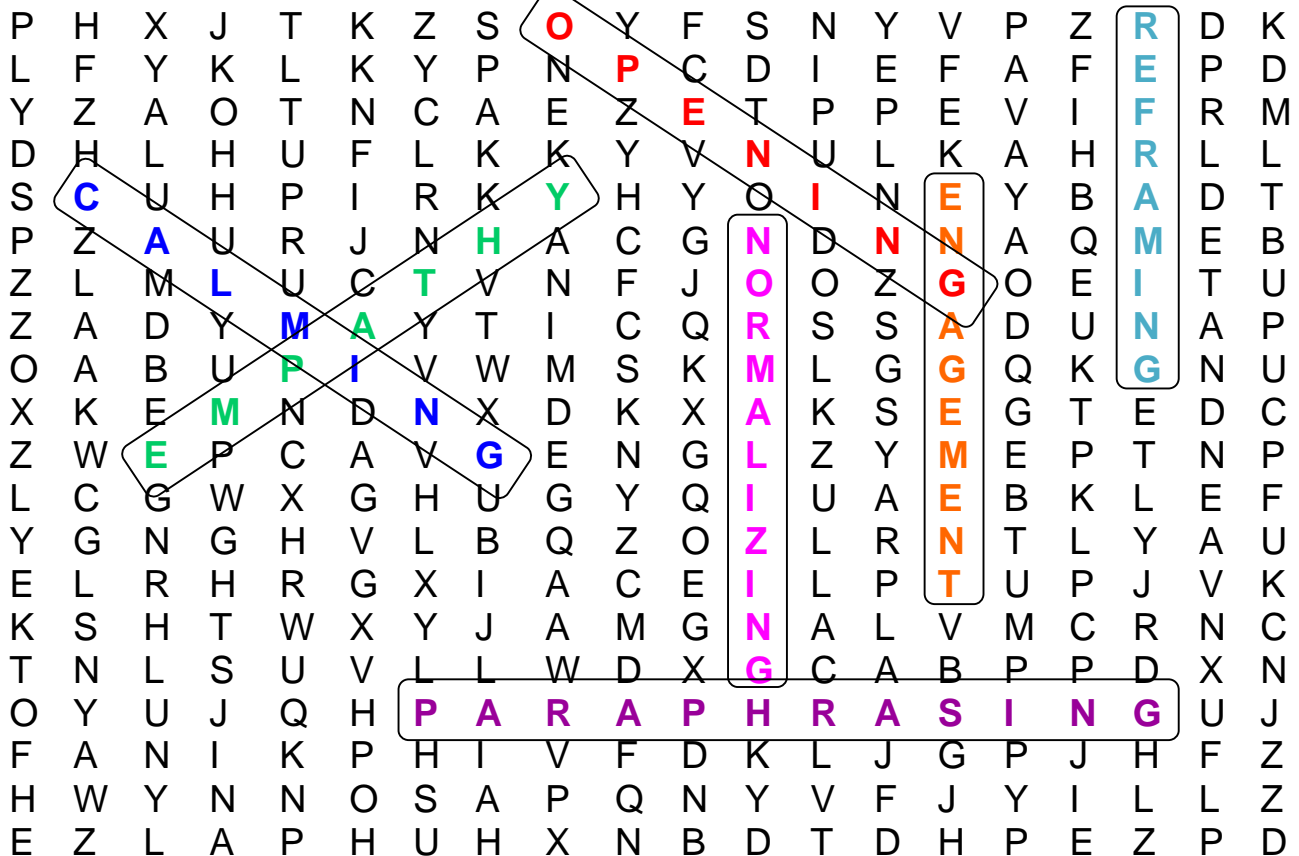 P H X J T K Z S O Y F S N Y V P Z R D K
L F Y K L K Y P N P C D I E F A F E P D
Y Z A O T N C A E Z E T P P E V I F R M
D H L H U F L K K Y V N U L K A H R L L
S C U H P I R K Y H Y O I N E Y B A D T
P Z A U R J N H A C G N D N N A Q M E B
Z L M L U C T V N F J O O Z G O E I T U
Z A D Y M A Y T I C Q R S S A D U N A P
O A B U P I V W M S K M L G G Q K G N U
X K E M N D N X D K X A K S E G T E D C
Z W E P C A V G E N G L Z Y M E P T N P
L C G W X G H U G Y Q I U A E B K L E F
Y G N G H V L B Q Z O Z L R N T L Y A U
E L R H R G X I A C E I L P T U P J V K
K S H T W X Y J A M G N A L V M C R N C
T N L S U V L L W D X G C A B P P D X N
O Y U J Q H P A R A P H R A S I N G U J
F A N I K P H I V F D K L J G P J H F Z
H W Y N N O S A P Q N Y V F J Y I L L Z
E Z L A P H U H X N B D T D H P E Z P D